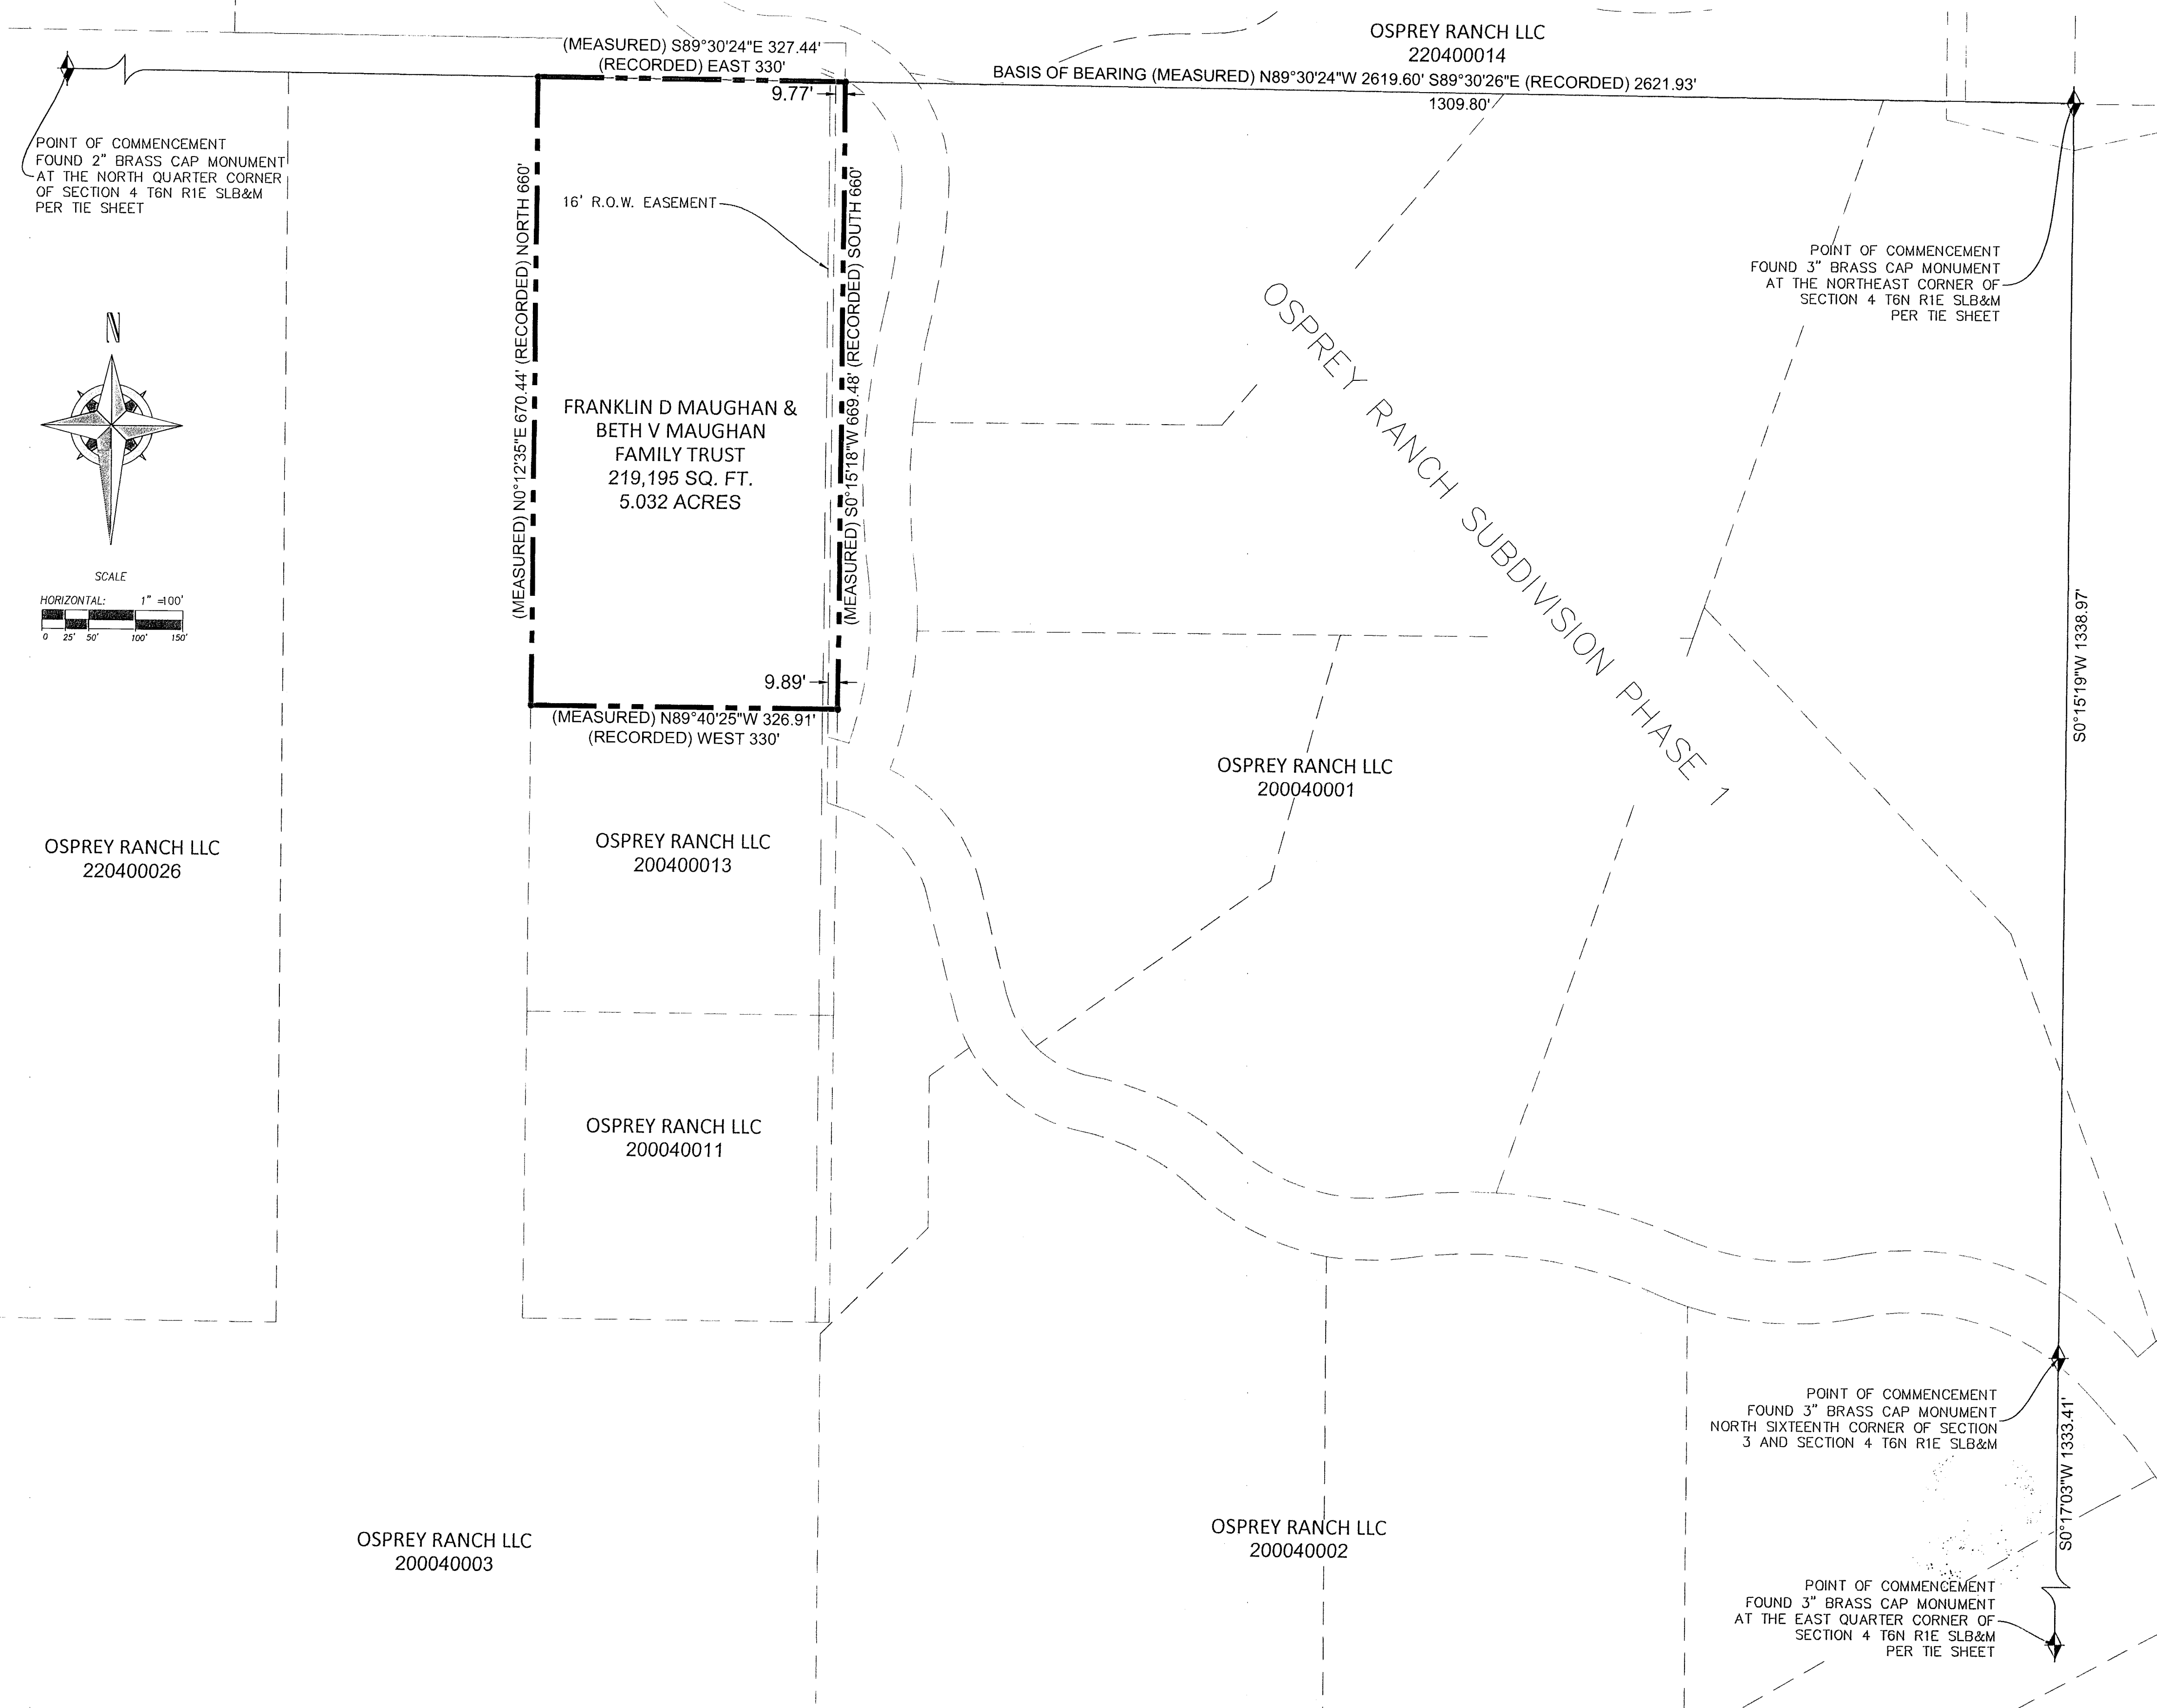 OSPREY RANCH LLC
220400014
(MEASURED) S89°30'24"E 327.44'
(RECORDED) EAST 330'
BASIS OF BEARING (MEASURED) N89°30'24"W 2619.60' S89°30'26"E (RECORDED) 2621.93'
1309.80'
9.77'
POINT OF COMMENCEMENT
FOUND 2" BRASS CAP MONUMENT
AT THE NORTH QUARTER CORNER
OF SECTION 4 T6N R1E SLB&M
PER TIE SHEET
16' R.O.W. EASEMENT
(MEASURED) N0°12'35"E 670.44' (RECORDED) NORTH 660'
(MEASURED) S0°15'18"W 669.48' (RECORDED) SOUTH 660'
POINT OF COMMENCEMENT
FOUND 3" BRASS CAP MONUMENT
AT THE NORTHEAST CORNER OF
SECTION 4 T6N R1E SLB&M
PER TIE SHEET
N
FRANKLIN D MAUGHAN &
BETH V MAUGHAN
FAMILY TRUST
219,195 SQ. FT.
5.032 ACRES
OSPREY RANCH SUBDIVISION PHASE 1
SCALE
HORIZONTAL: 1" =100'
0 25' 50' 100' 150'
S0°15'19"W 1338.97'
9.89'
(MEASURED) N89°40'25"W 326.91'
(RECORDED) WEST 330'
OSPREY RANCH LLC
200040001
OSPREY RANCH LLC
220400026
OSPREY RANCH LLC
200400013
OSPREY RANCH LLC
200040011
POINT OF COMMENCEMENT
FOUND 3" BRASS CAP MONUMENT
NORTH SIXTEENTH CORNER OF SECTION
3 AND SECTION 4 T6N R1E SLB&M
S0°17'03"W 1333.41'
OSPREY RANCH LLC
200040003
OSPREY RANCH LLC
200040002
POINT OF COMMENCEMENT
FOUND 3" BRASS CAP MONUMENT
AT THE EAST QUARTER CORNER OF
SECTION 4 T6N R1E SLB&M
PER TIE SHEET